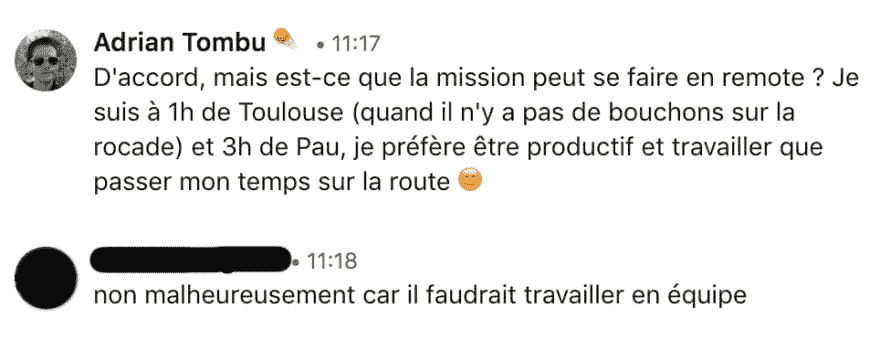 Adrian Tombu • 11:17
D'accord, mais est-ce que la mission peut se faire en remote ? Je
suis à 1h de Toulouse (quand il n'y a pas de bouchons sur la
rocade) et 3h de Pau, je préfère être productif et travailler que
passer mon temps sur la route
• 11:18
non malheureusement car il faudrait travailler en équipe